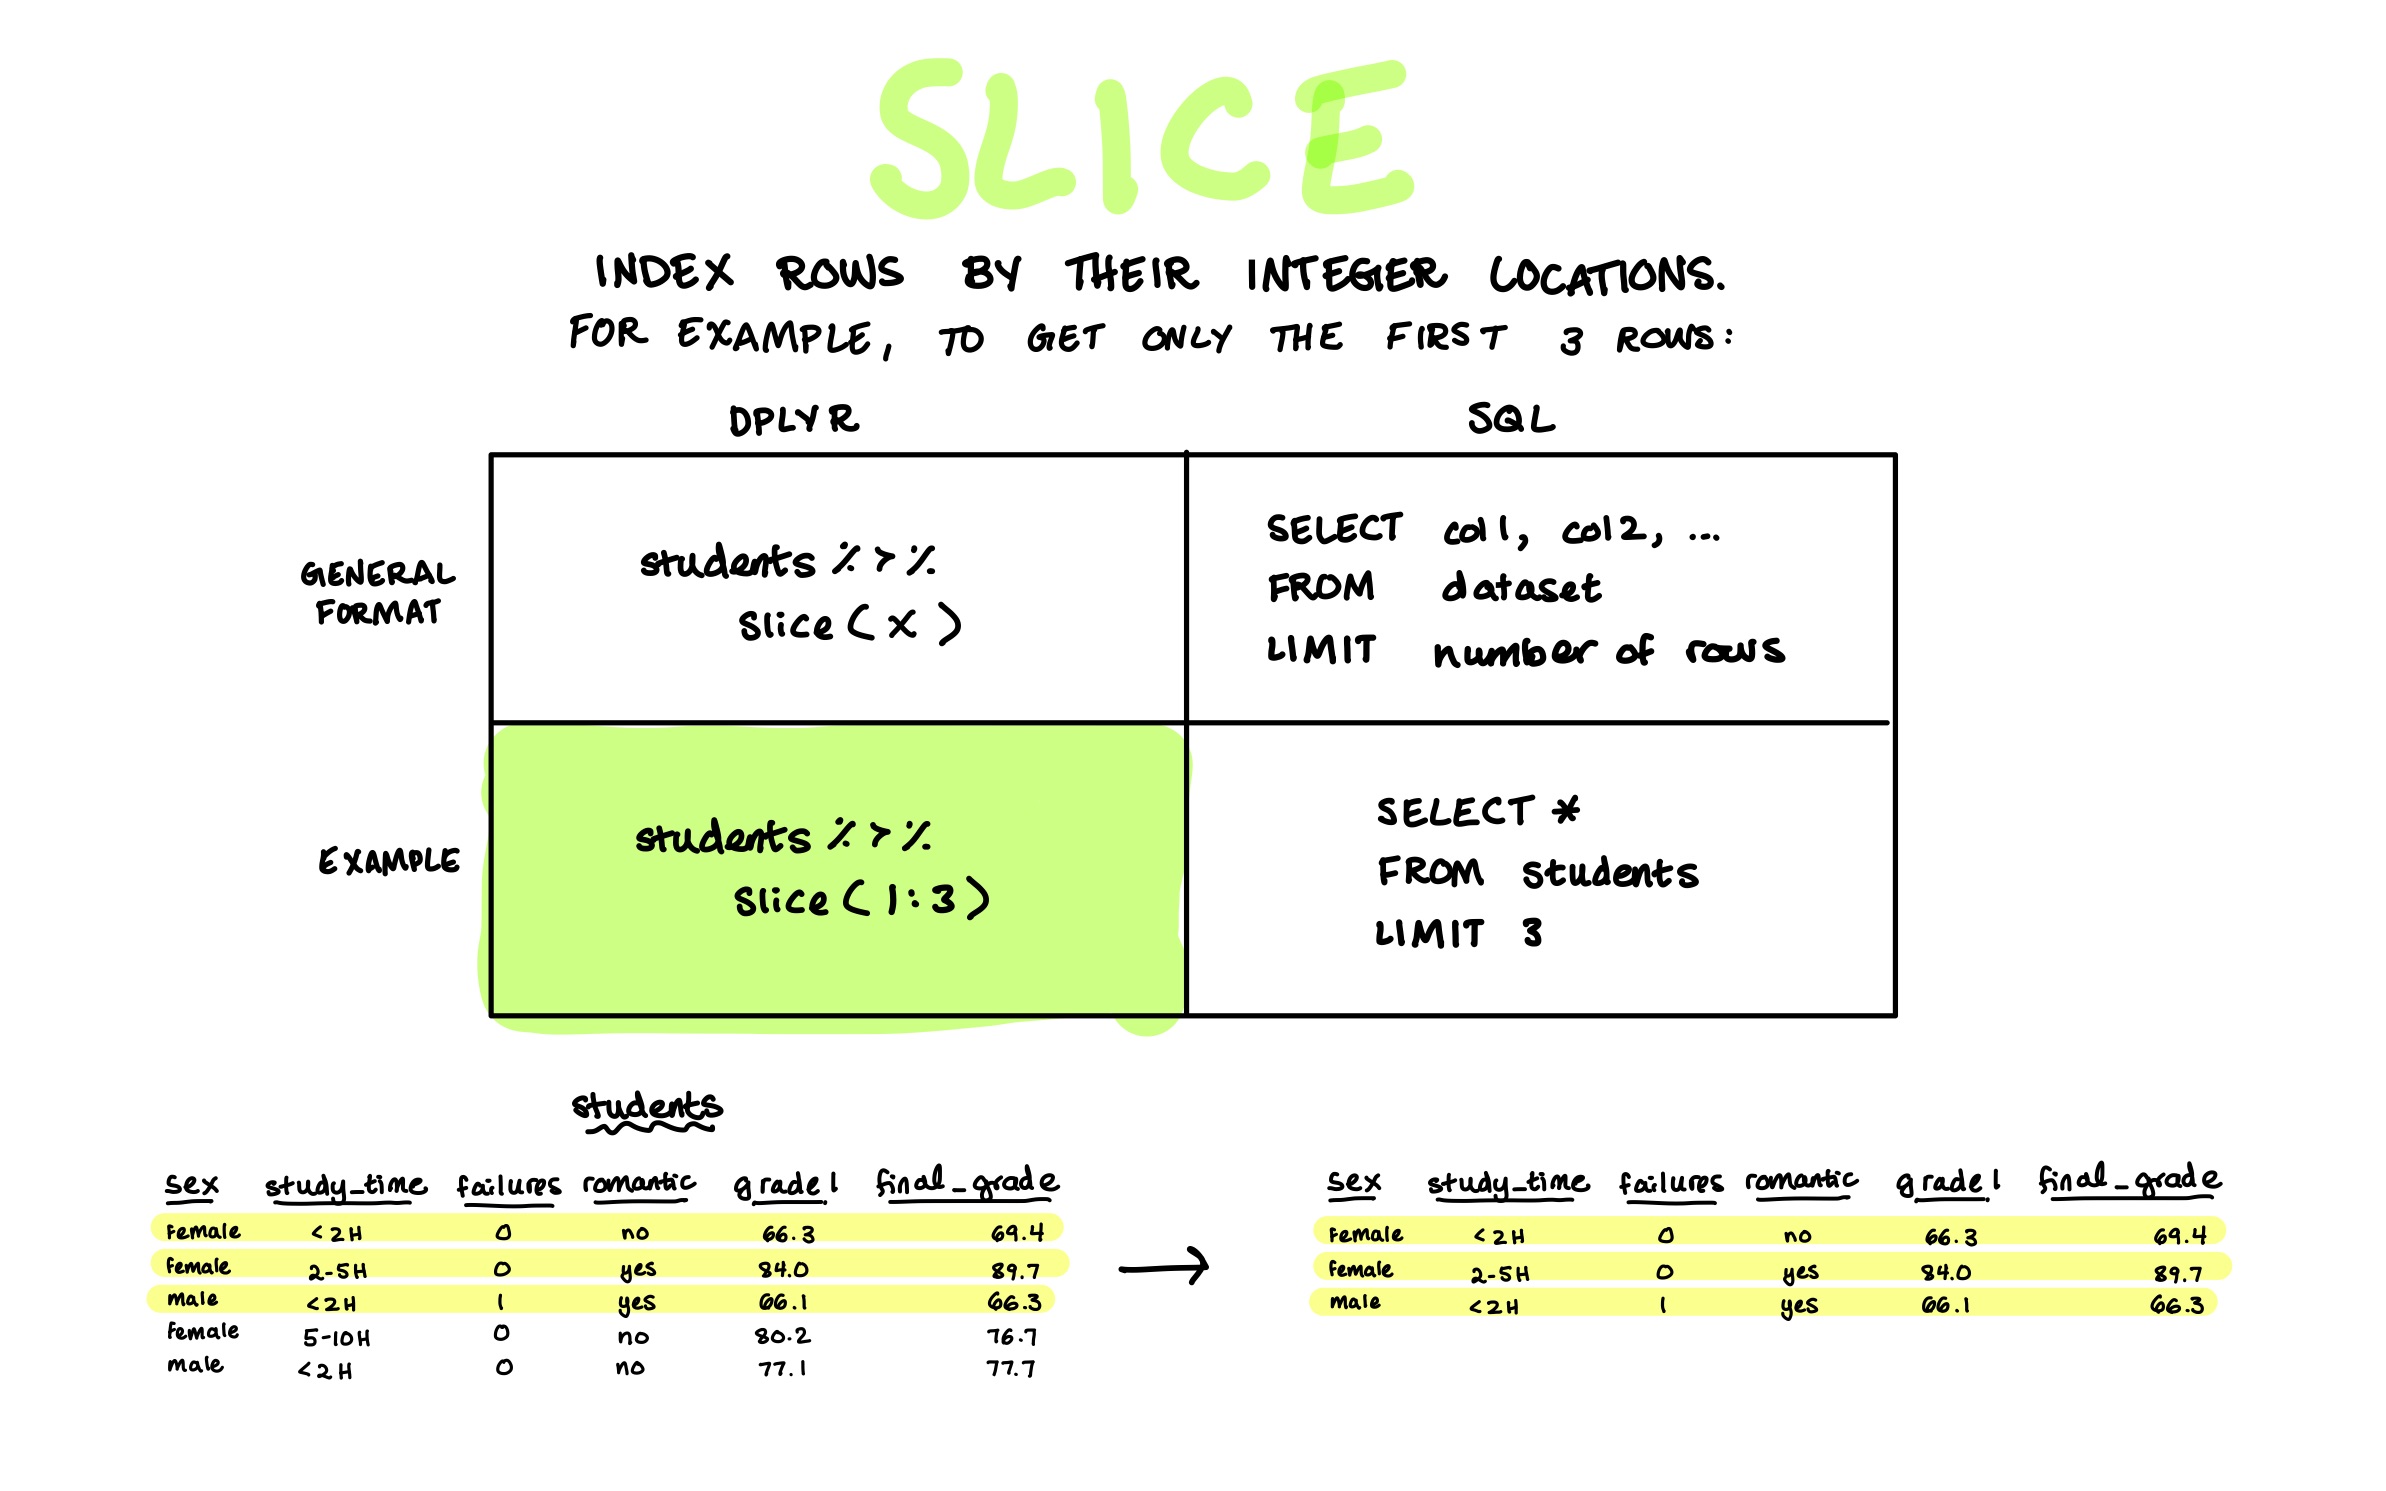 SLICE
INDEX ROWS BY THEIR INTEGER LOCATIONS.
FOR EXAMPLE, TO GET ONLY THE FIRST 3 ROWS:
DPLYR SQL
GENERAL
FORMAT
students %>%
slice(x)
SELECT col1, col2, ...
FROM dataset
LIMIT number of rows
EXAMPLE
students %>%
slice(1:3)
SELECT *
FROM students
LIMIT 3
students
sex study_time failures romantic grade1 final_grade
female <2H 0 no 66.3 69.4
female 2-5H 0 yes 84.0 89.7
male <2H 1 yes 66.1 66.3
female 5-10H 0 no 80.2 76.7
male <2H 0 no 77.1 77.7
sex study_time failures romantic grade1 final_grade
female <2H 0 no 66.3 69.4
female 2-5H 0 yes 84.0 89.7
male <2H 1 yes 66.1 66.3